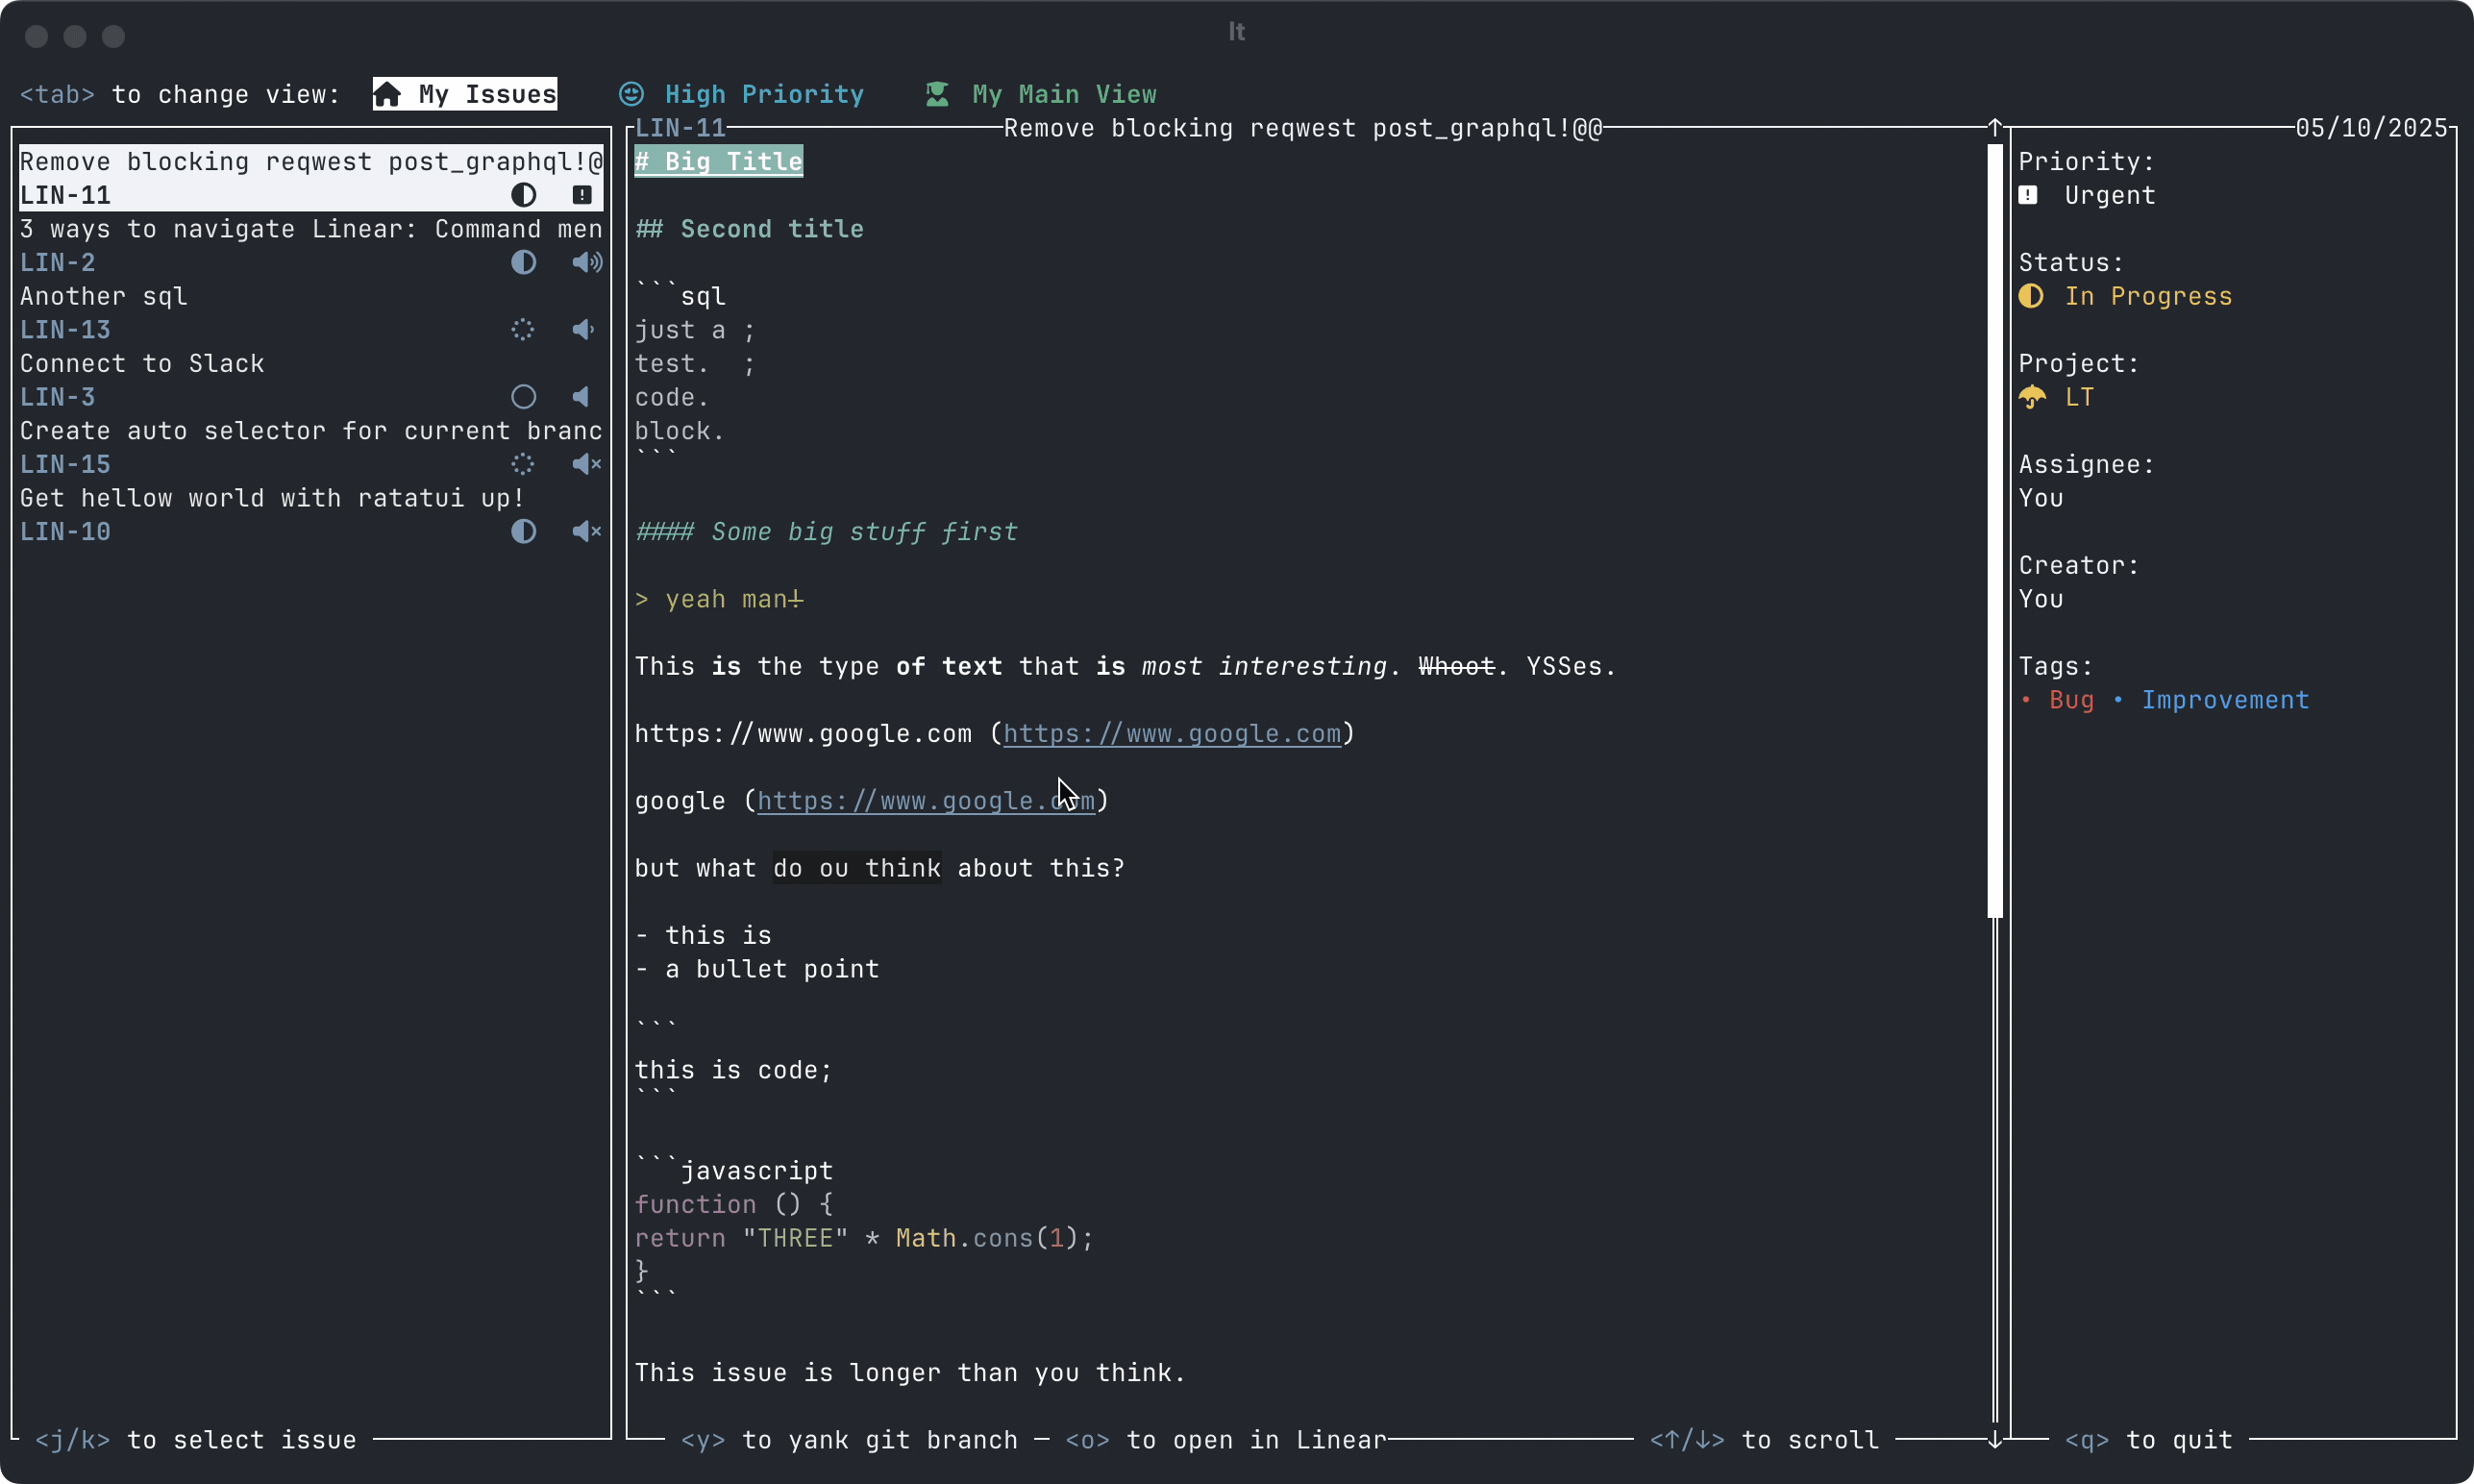 lt
<tab> to change view: My Issues High Priority My Main View
Remove blocking reqwest post_graphql!@
LIN-11
3 ways to navigate Linear: Command men
LIN-2
Another sql
LIN-13
Connect to Slack
LIN-3
Create auto selector for current branc
LIN-15
Get hellow world with ratatui up!
LIN-10
<j/k> to select issue
LIN-11 Remove blocking reqwest post_graphql!@@
# Big Title
## Second title
```sql
just a ;
test.  ;
code.
block.
```
#### Some big stuff first
> yeah man!
This is the type of text that is most interesting. Whoot. YSSes.
https://www.google.com (https://www.google.com)
google (https://www.google.com)
but what do ou think about this?
- this is
- a bullet point
```
this is code;
```
```javascript
function () {
return "THREE" * Math.cons(1);
}
```
This issue is longer than you think.
<y> to yank git branch <o> to open in Linear <↑/↓> to scroll
05/10/2025
Priority:
Urgent
Status:
In Progress
Project:
LT
Assignee:
You
Creator:
You
Tags:
• Bug • Improvement
<q> to quit